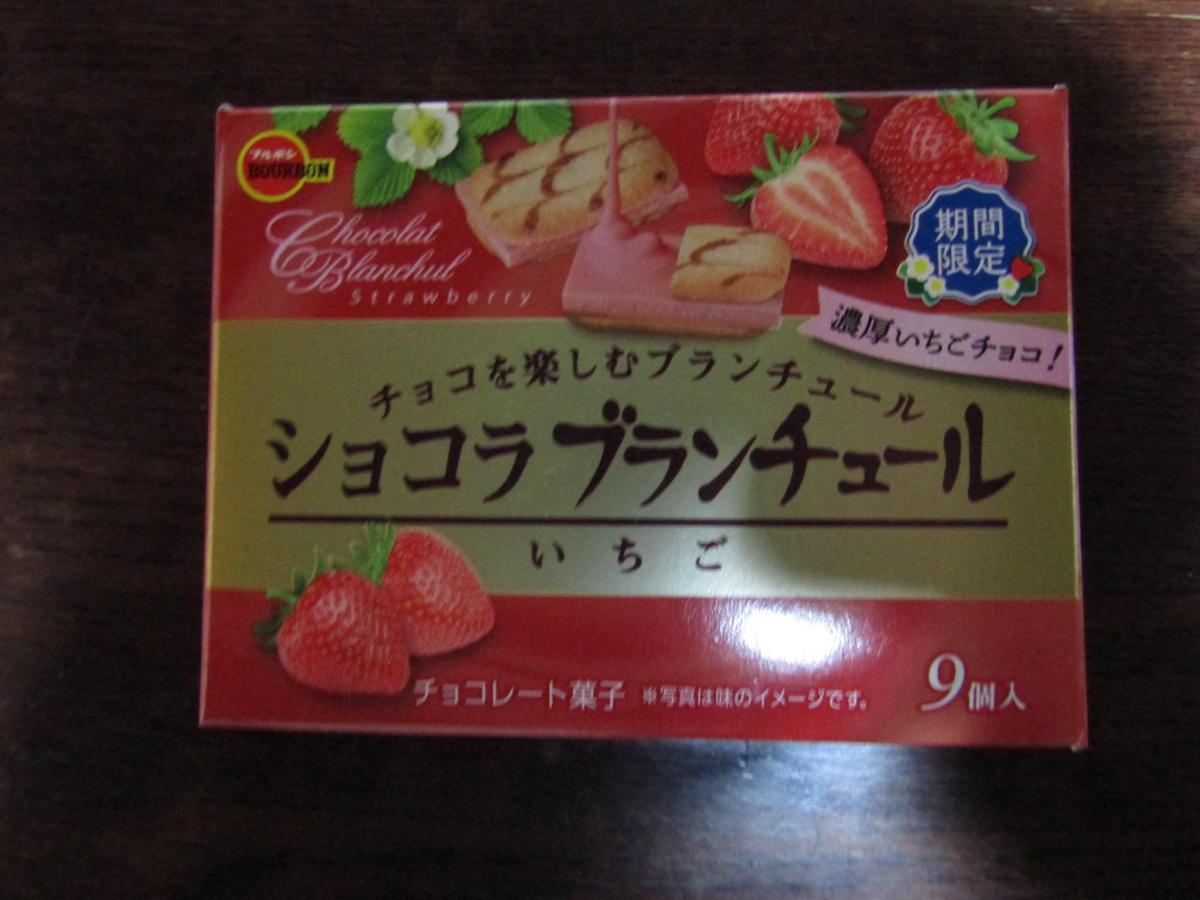 ブルボン
BOURBON
Chocolat
Blanchul
Strawberry
期間
限定
濃厚いちごチョコ!
チョコを楽しむブランチュール
ショコラ ブランチュール
いちご
チョコレート菓子 ※写真は味のイメージです。
9個入